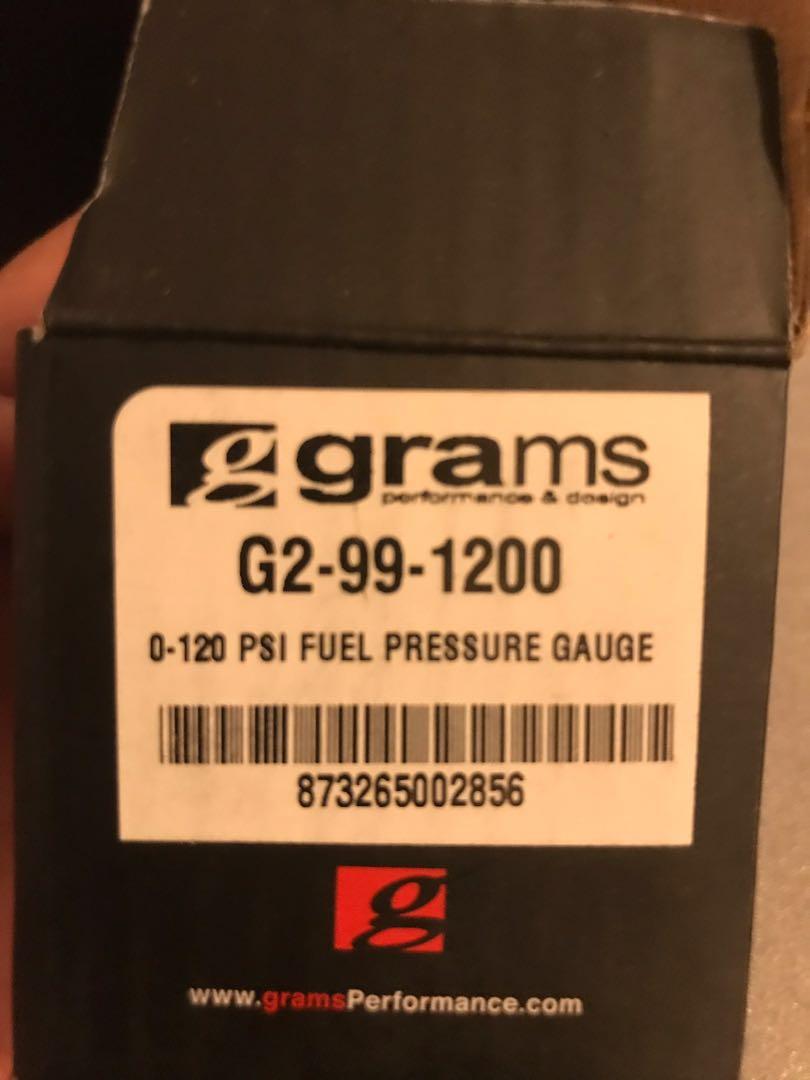 g grams
performance & design
G2-99-1200
0-120 PSI FUEL PRESSURE GAUGE
873265002856
g
www.gramsPerformance.com